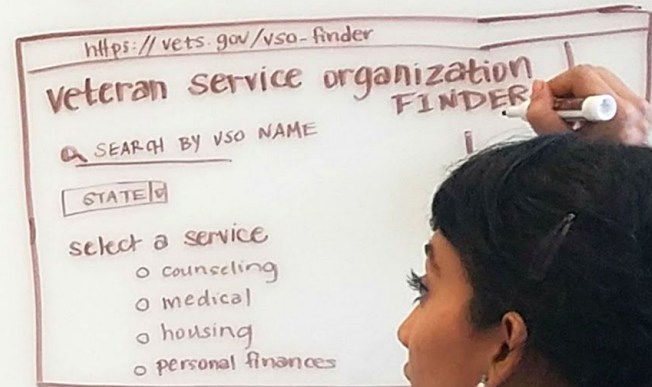 https://vets.gov/vso-finder
veteran service organization
FINDER
SEARCH BY VSO NAME
STATE
select a service
counseling
medical
housing
personal finances